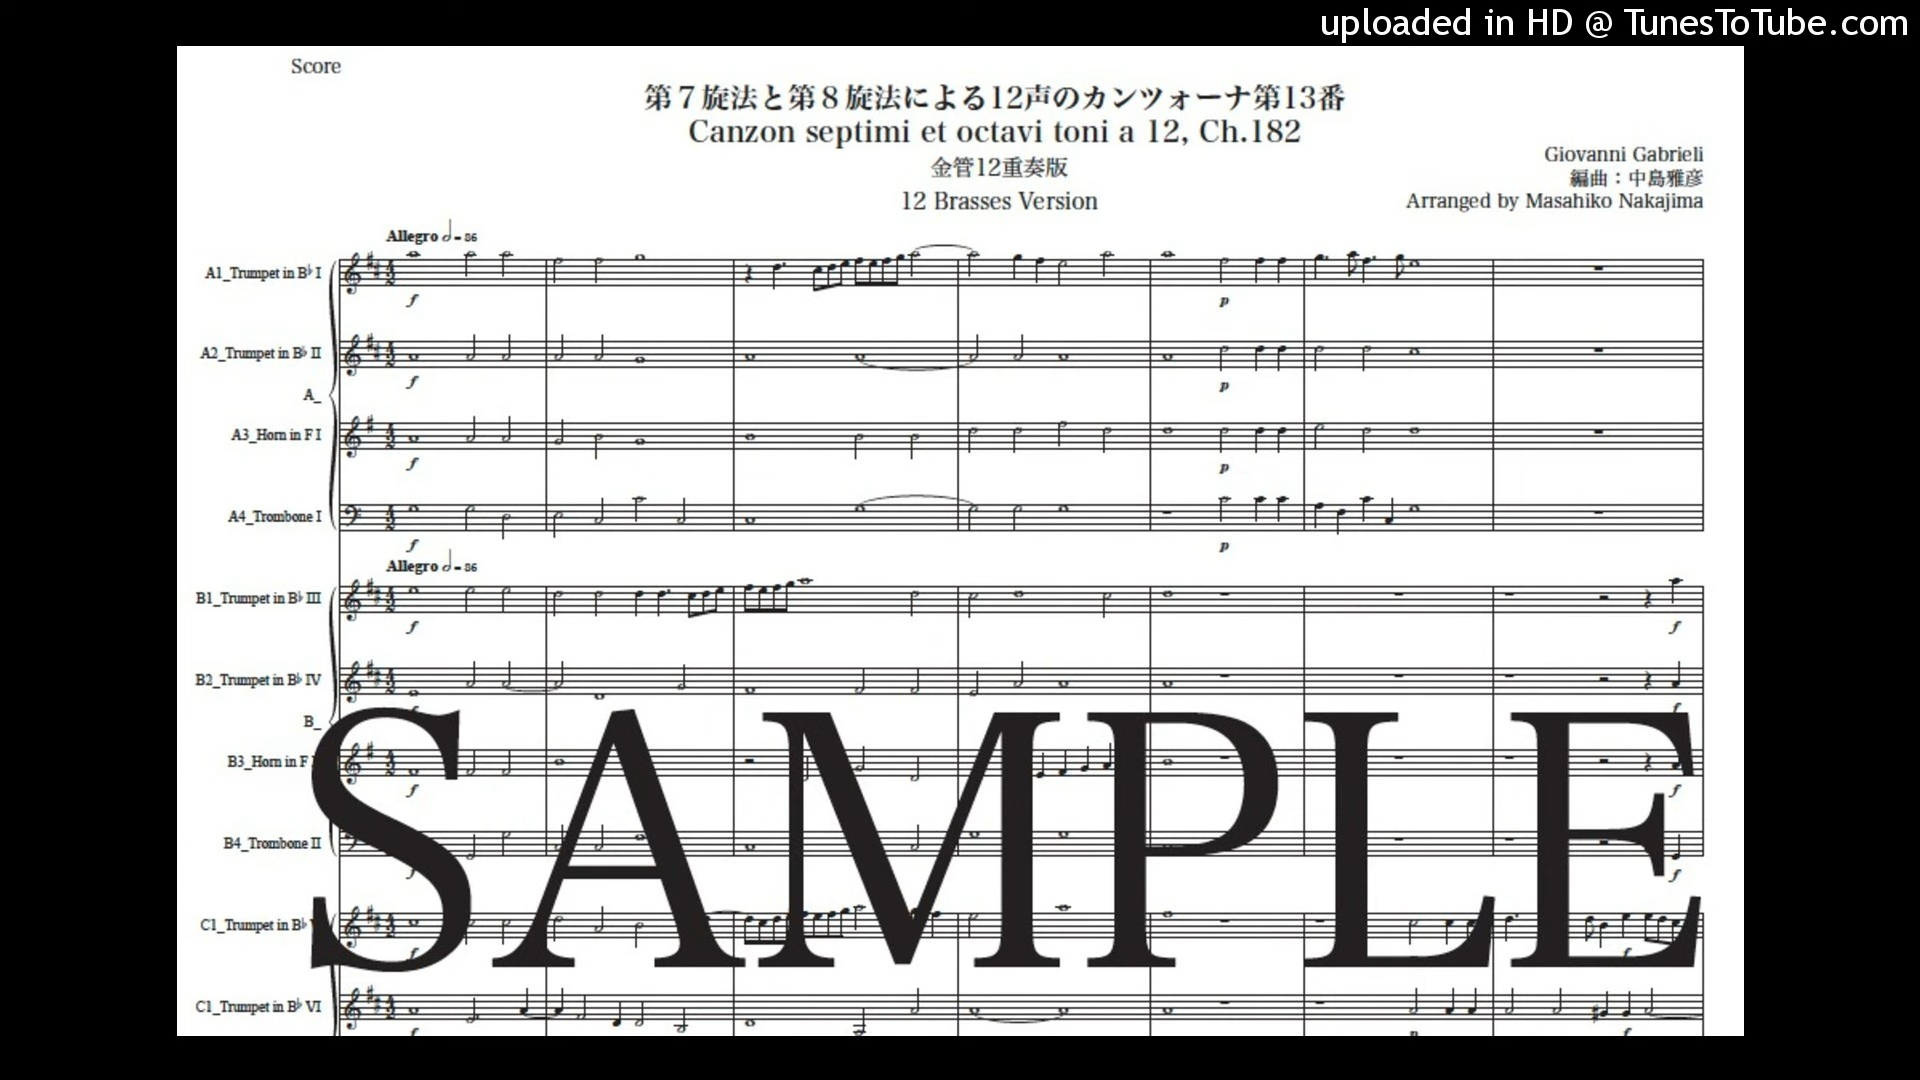 uploaded in HD @ TunesToTube.com
Score
第７旋法と第８旋法による12声のカンツォーナ第13番
Canzon septimi et octavi toni a 12, Ch.182
金管12重奏版
12 Brasses Version
Giovanni Gabrieli
編曲：中島雅彦
Arranged by Masahiko Nakajima
Allegro = 86
A1_Trumpet in B♭ I
f
p
A2_Trumpet in B♭ II
f
p
A_
A3_Horn in F I
f
p
A4_Trombone I
f
p
Allegro = 86
B1_Trumpet in B♭ III
f
f
B2_Trumpet in B♭ IV
f
f
B_
B3_Horn in F
f
f
B4_Trombone II
f
f
SAMPLE
C1_Trumpet in B♭
f
f
C1_Trumpet in B♭ VI
f
p
f